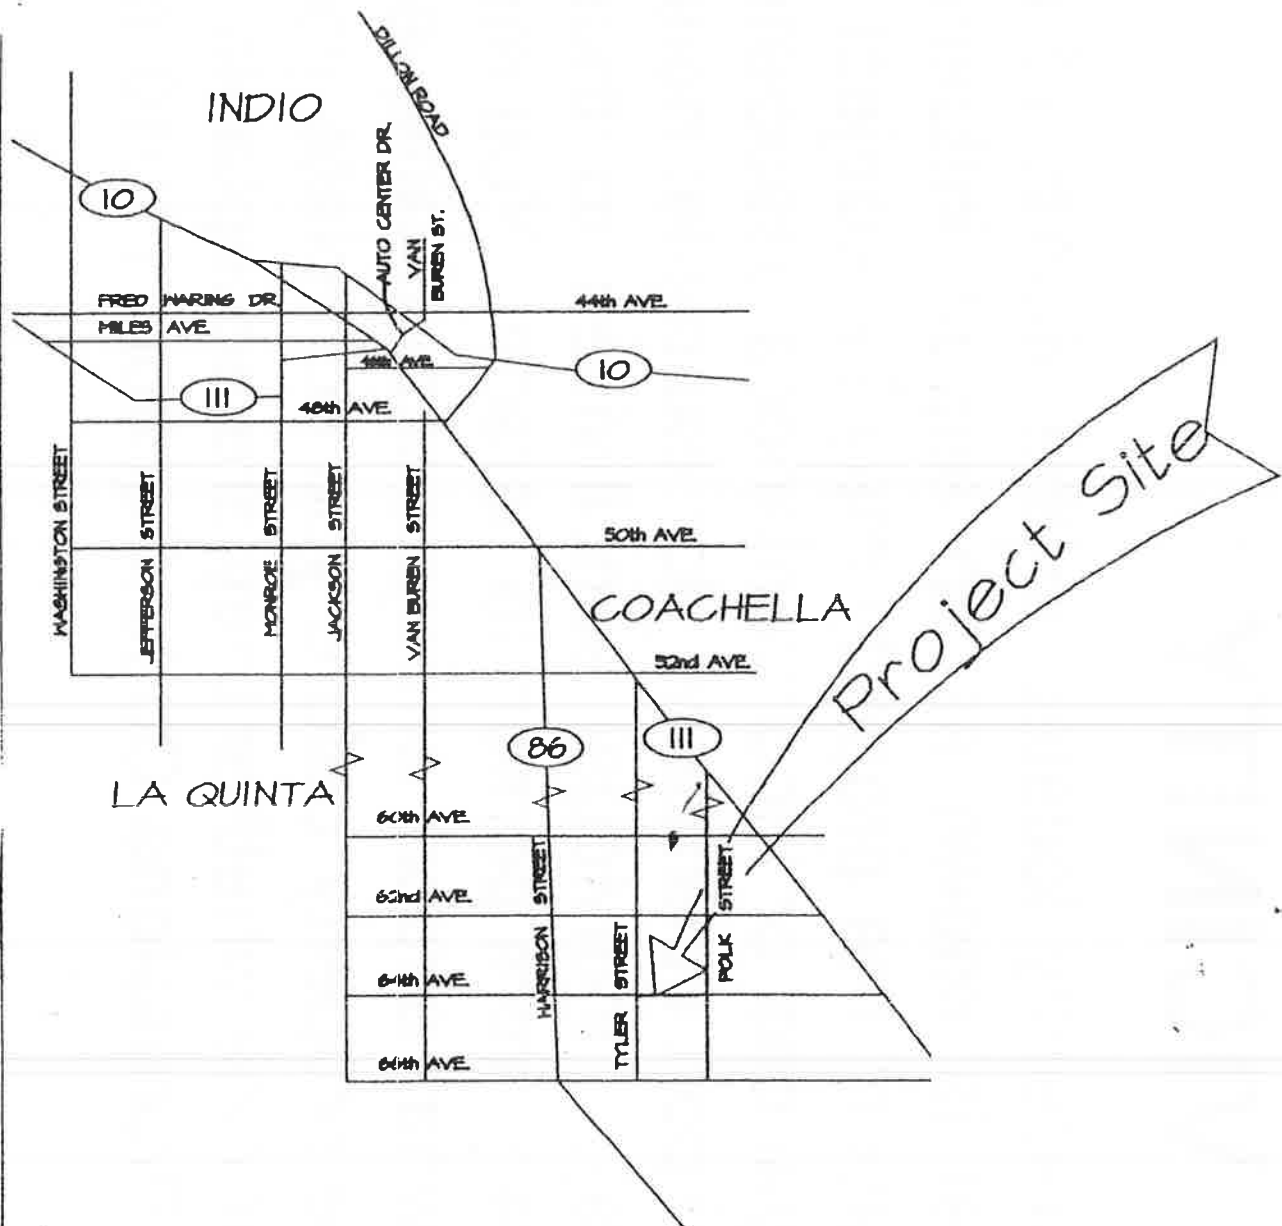 DILLON ROAD
INDIO
AUTO CENTER DR.
VAN
BUREN ST.
10
FRED WARING DR.
44th AVE.
MILES AVE.
AVE.
10
111
48th AVE.
WASHINGTON STREET
JEFFERSON STREET
MONROE STREET
JACKSON STREET
VAN BUREN STREET
50th AVE.
Project Site
COACHELLA
52nd AVE.
86
111
LA QUINTA
60th AVE.
62nd AVE.
HARRISON STREET
TYLER STREET
POLK STREET
64th AVE.
66th AVE.